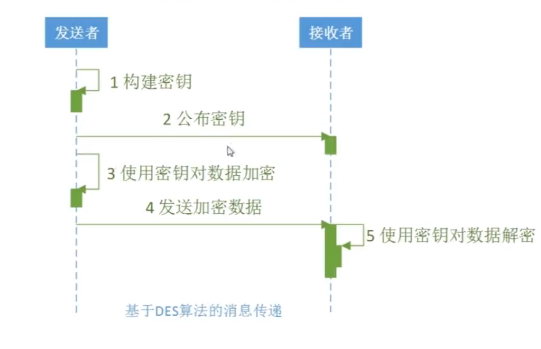 发送者
接收者
1 构建密钥
2 公布密钥
3 使用密钥对数据加密
4 发送加密数据
5 使用密钥对数据解密
基于DES算法的消息传递